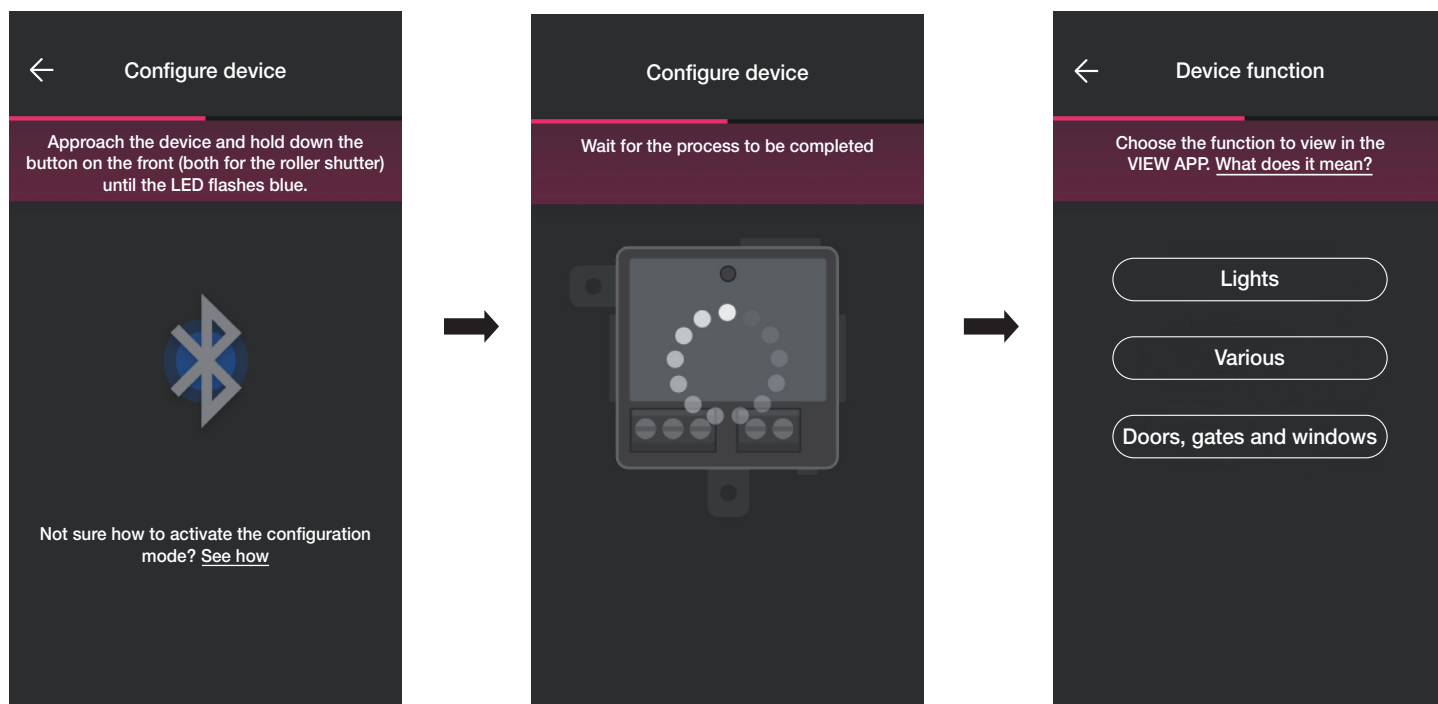 Configure device
Approach the device and hold down the
button on the front (both for the roller shutter)
until the LED flashes blue.
Not sure how to activate the configuration
mode? See how
Configure device
Wait for the process to be completed
Device function
Choose the function to view in the
VIEW APP. What does it mean?
Lights
Various
Doors, gates and windows